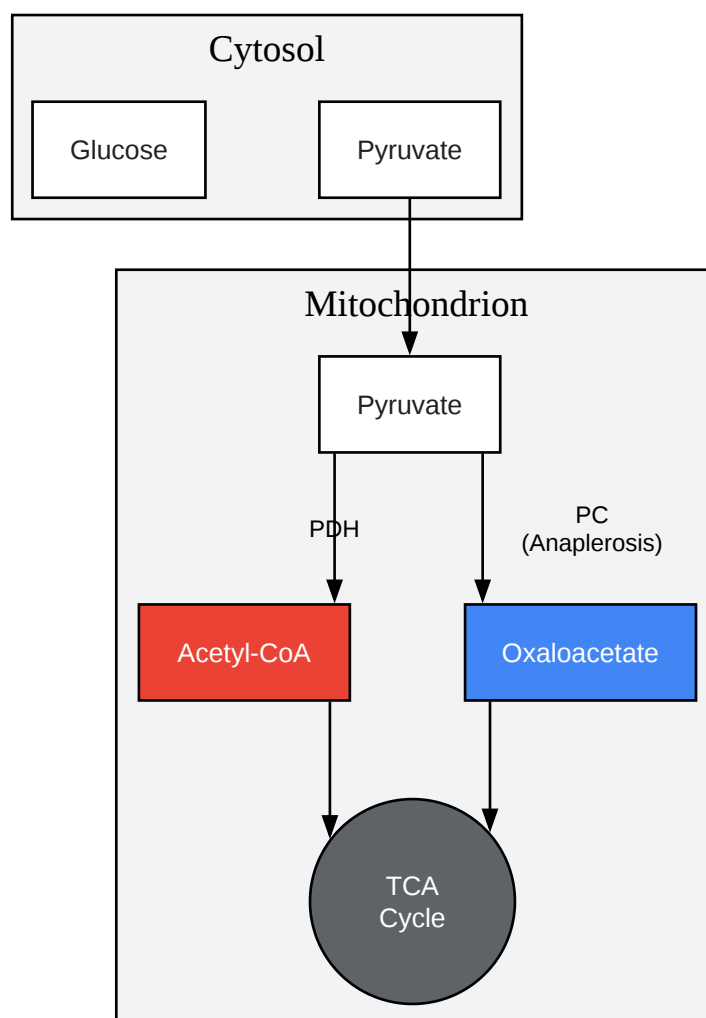 Cytosol
Glucose
Pyruvate
Mitochondrion
Pyruvate
PDH
PC
(Anaplerosis)
Acetyl-CoA
Oxaloacetate
TCA
Cycle